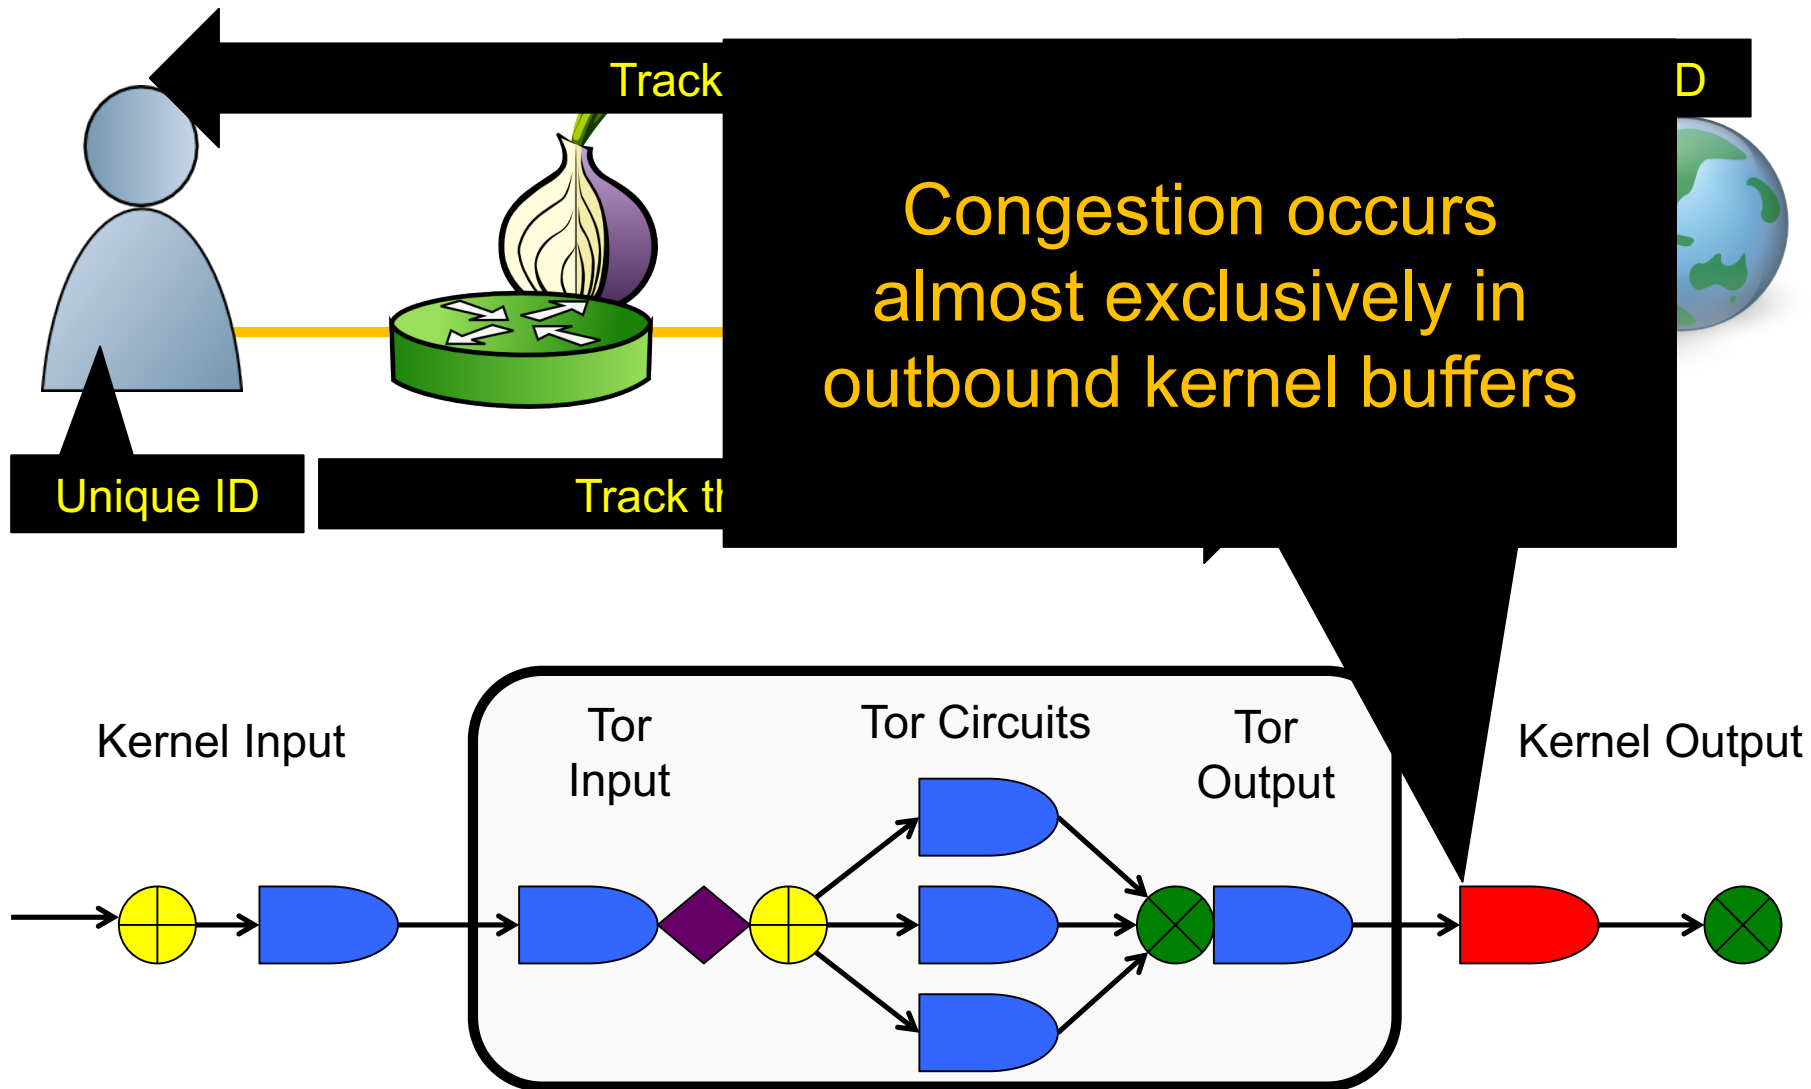 Track
D
Congestion occurs
almost exclusively in
outbound kernel buffers
Unique ID
Track th
Kernel Input
Tor
Input
Tor Circuits
Tor
Output
Kernel Output